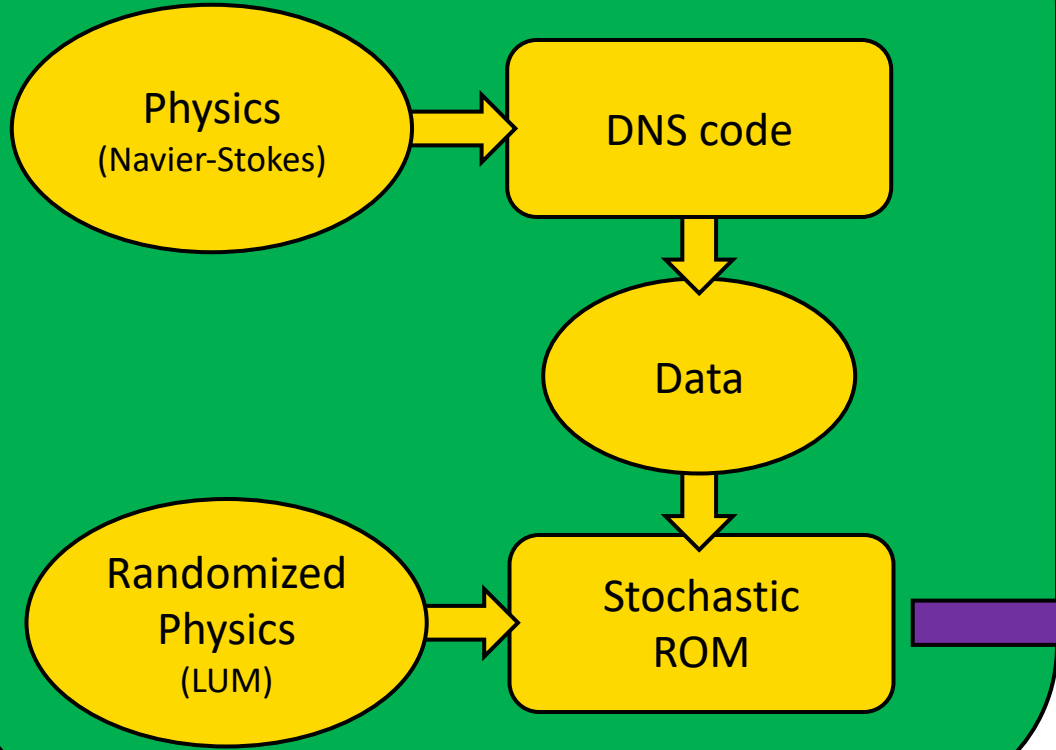 Physics
(Navier-Stokes)
DNS code
Data
Randomized
Physics
(LUM)
Stochastic
ROM